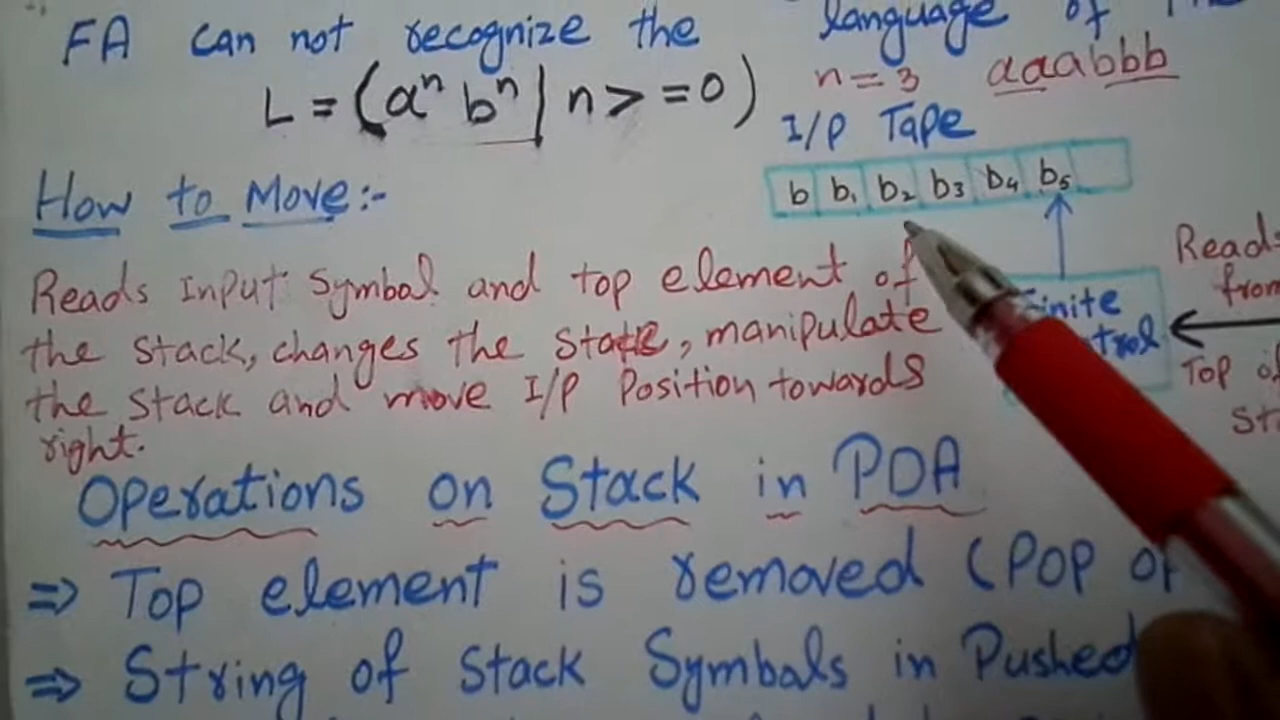 FA can not recognize the language of
L = (aⁿ bⁿ | n >= 0)
n = 3 aaabbb
I/P Tape
b b₁ b₂ b₃ b₄ b₅
How to Move:-
Reads Input Symbol and top element of
the stack, changes the state, manipulate
the stack and move I/P Position towards
right.
Reads
from
Top
Operations on Stack in PDA
⇒ Top element is removed (POP
⇒ String of Stack Symbols in Pushed